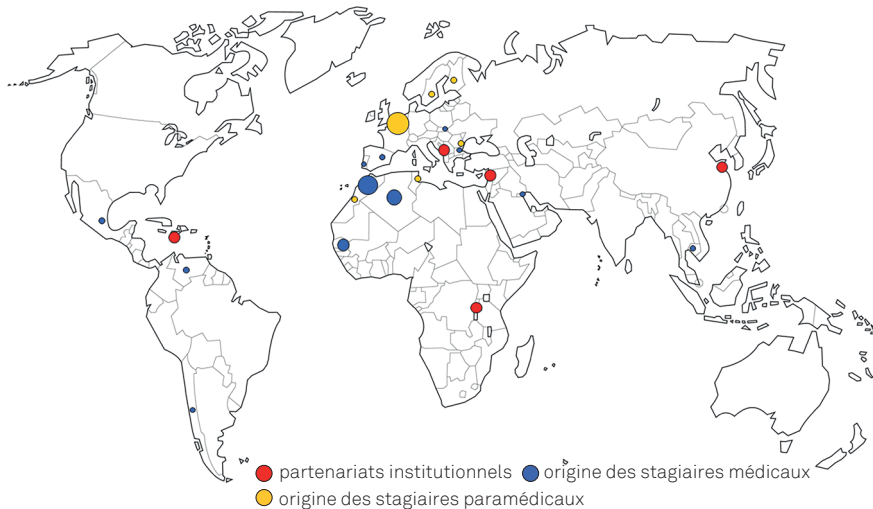 partenariats institutionnels origine des stagiaires médicaux
origine des stagiaires paramédicaux